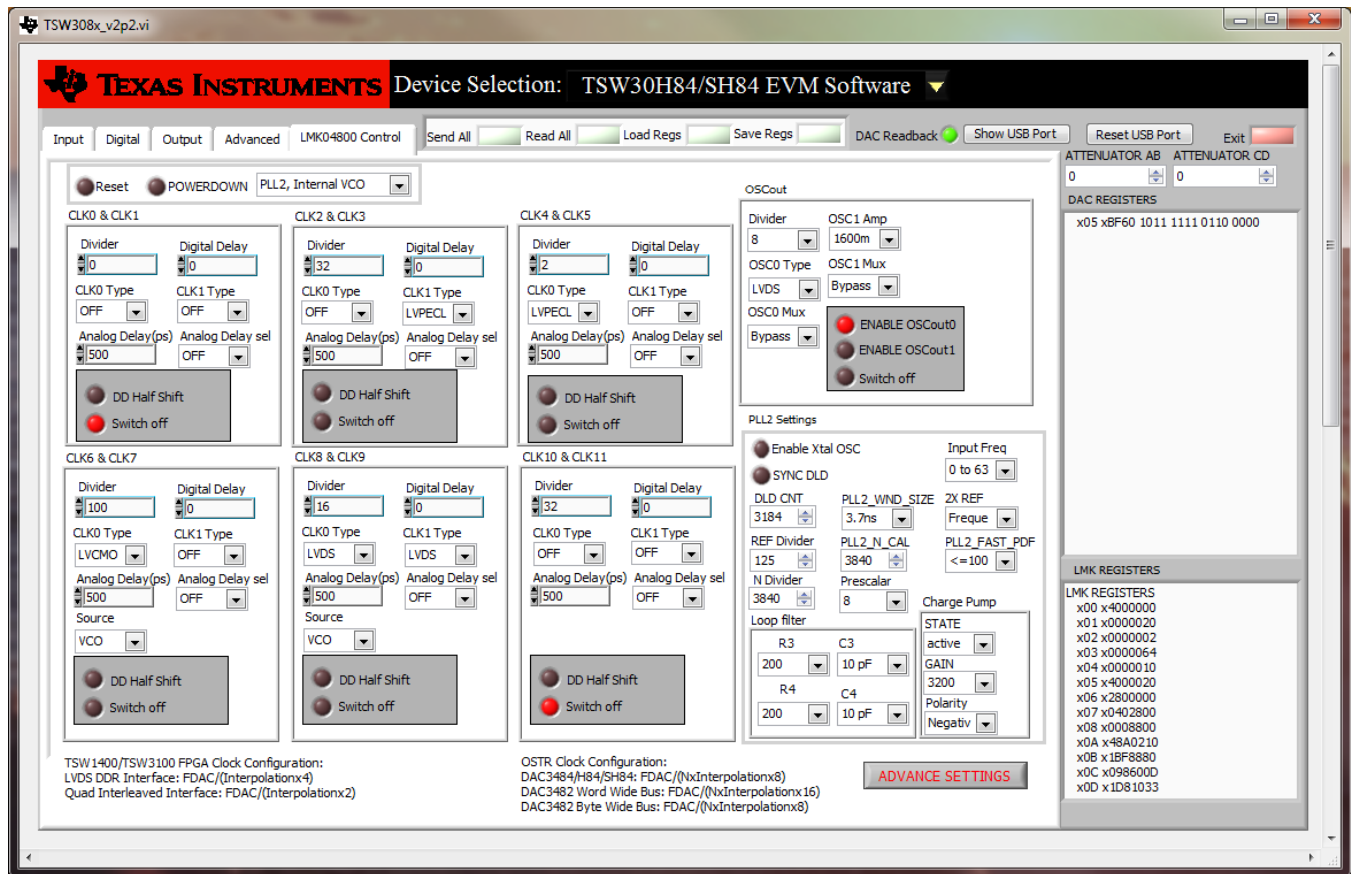 TSW308x_v2p2.vi
TEXAS INSTRUMENTS Device Selection: TSW30H84/SH84 EVM Software
Input Digital Output Advanced LMK04800 Control Send All Read All Load Regs Save Regs DAC Readback Show USB Port Reset USB Port Exit
Reset POWERDOWN PLL2, Internal VCO
CLK0 & CLK1
Divider Digital Delay
0 0
CLK0 Type CLK1 Type
OFF OFF
Analog Delay(ps) Analog Delay sel
500 OFF
DD Half Shift
Switch off
CLK2 & CLK3
Divider Digital Delay
32 0
CLK0 Type CLK1 Type
OFF LVPECL
Analog Delay(ps) Analog Delay sel
500 OFF
DD Half Shift
Switch off
CLK4 & CLK5
Divider Digital Delay
2 0
CLK0 Type CLK1 Type
LVPECL OFF
Analog Delay(ps) Analog Delay sel
500 OFF
DD Half Shift
Switch off
OSCout
Divider OSC1 Amp
8 1600m
OSC0 Type OSC1 Mux
LVDS Bypass
OSC0 Mux
Bypass
ENABLE OSCout0
ENABLE OSCout1
Switch off
CLK6 & CLK7
Divider Digital Delay
100 0
CLK0 Type CLK1 Type
LVCMO OFF
Analog Delay(ps) Analog Delay sel
500 OFF
Source
VCO
DD Half Shift
Switch off
CLK8 & CLK9
Divider Digital Delay
16 0
CLK0 Type CLK1 Type
LVDS LVDS
Analog Delay(ps) Analog Delay sel
500 OFF
Source
VCO
DD Half Shift
Switch off
CLK10 & CLK11
Divider Digital Delay
32 0
CLK0 Type CLK1 Type
OFF OFF
Analog Delay(ps) Analog Delay sel
500 OFF
DD Half Shift
Switch off
PLL2 Settings
Enable Xtal OSC Input Freq
SYNC DLD 0 to 63
DLD CNT PLL2_WND_SIZE 2X REF
3184 3.7ns Freque
REF Divider PLL2_N_CAL PLL2_FAST_PDF
125 3840 <=100
N Divider Prescalar
3840 8
Loop filter
R3 C3
200 10 pF
R4 C4
200 10 pF
Charge Pump
STATE
active
GAIN
3200
Polarity
Negativ
TSW1400/TSW3100 FPGA Clock Configuration:
LVDS DDR Interface: FDAC/(Interpolationx4)
Quad Interleaved Interface: FDAC/(Interpolationx2)
OSTR Clock Configuration:
DAC3484/H84/SH84: FDAC/(NxInterpolationx8)
DAC3482 Word Wide Bus: FDAC/(NxInterpolationx16)
DAC3482 Byte Wide Bus: FDAC/(NxInterpolationx8)
ADVANCE SETTINGS
ATTENUATOR AB ATTENUATOR CD
0 0
DAC REGISTERS
x05 xBF60 1011 1111 0110 0000
LMK REGISTERS
LMK REGISTERS
x00 x4000000
x01 x0000020
x02 x0000002
x03 x0000064
x04 x0000010
x05 x4000020
x06 x2800000
x07 x0402800
x08 x0008800
x0A x48A0210
x0B x1BF8880
x0C x098600D
x0D x1D81033